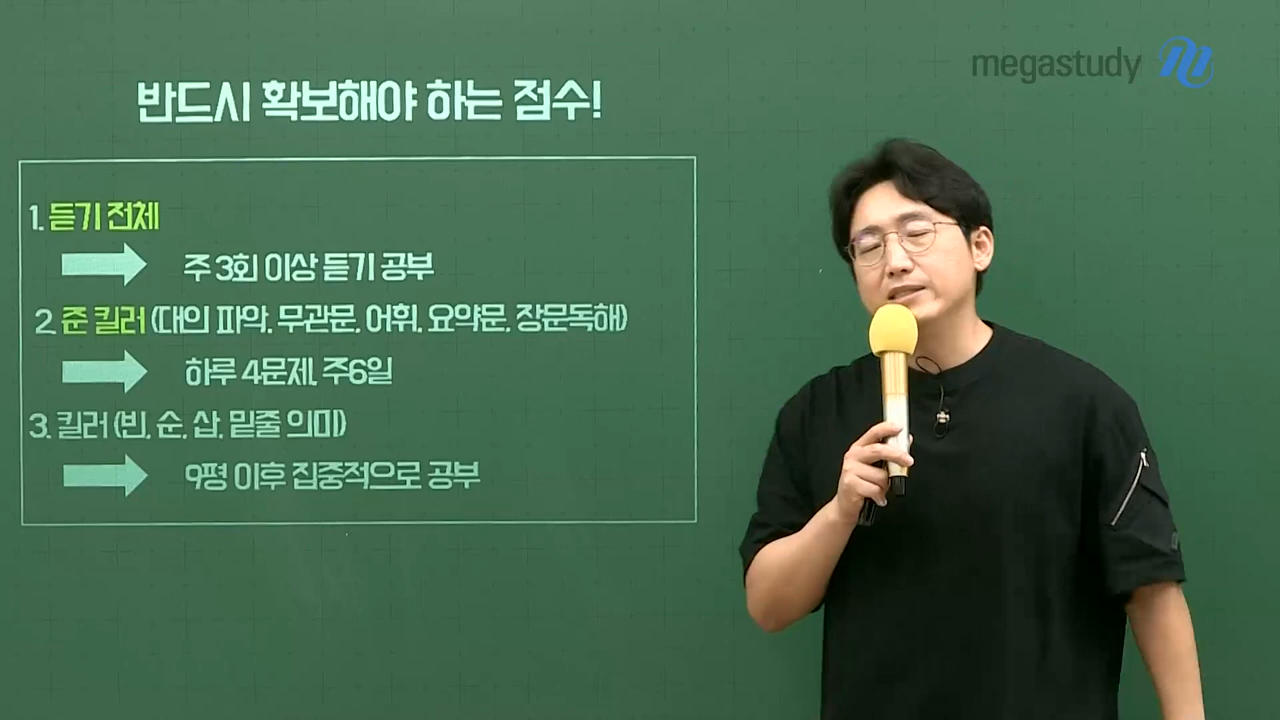 megastudy
반드시 확보해야 하는 점수!
1. 듣기 전체
주 3회 이상 듣기 공부
2. 준 킬러 (대의 파악, 무관문, 어휘, 요약문, 장문독해)
하루 4문제, 주6일
3. 킬러 (빈, 순, 삽, 밑줄 의미)
9평 이후 집중적으로 공부